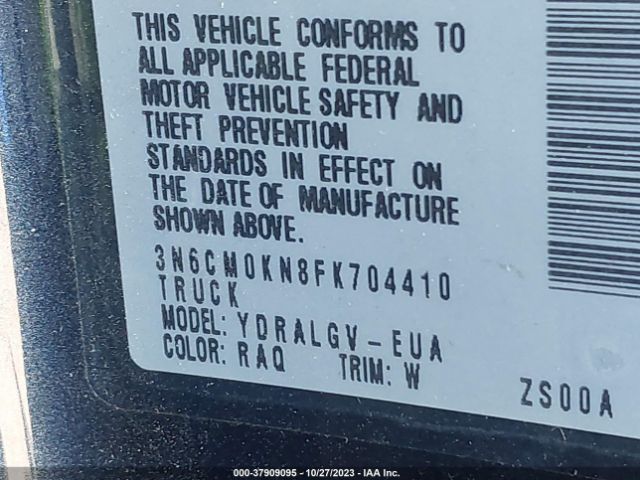 THIS VEHICLE CONFORMS TO
ALL APPLICABLE FEDERAL
MOTOR VEHICLE SAFETY AND
THEFT PREVENTION
STANDARDS IN EFFECT ON
THE DATE OF MANUFACTURE
SHOWN ABOVE.
3N6CM0KN8FK704410
TRUCK
MODEL: YDRALGV-EUA
COLOR: RAQ TRIM: W ZS00A
000-37909095 - 10/27/2023 - IAA Inc.